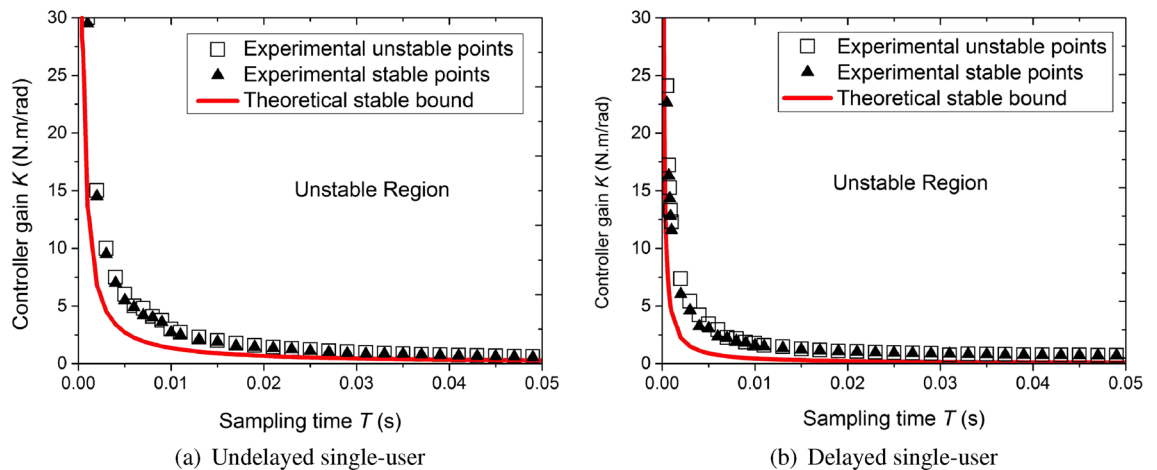 30
25
20
15
10
5
0
Controller gain K (N.m/rad)
Experimental unstable points
Experimental stable points
Theoretical stable bound
Unstable Region
0.00 0.01 0.02 0.03 0.04 0.05
Sampling time T (s)
(a) Undelayed single-user
30
25
20
15
10
5
0
Controller gain K (N.m/rad)
Experimental unstable points
Experimental stable points
Theoretical stable bound
Unstable Region
0.00 0.01 0.02 0.03 0.04 0.05
Sampling time T (s)
(b) Delayed single-user